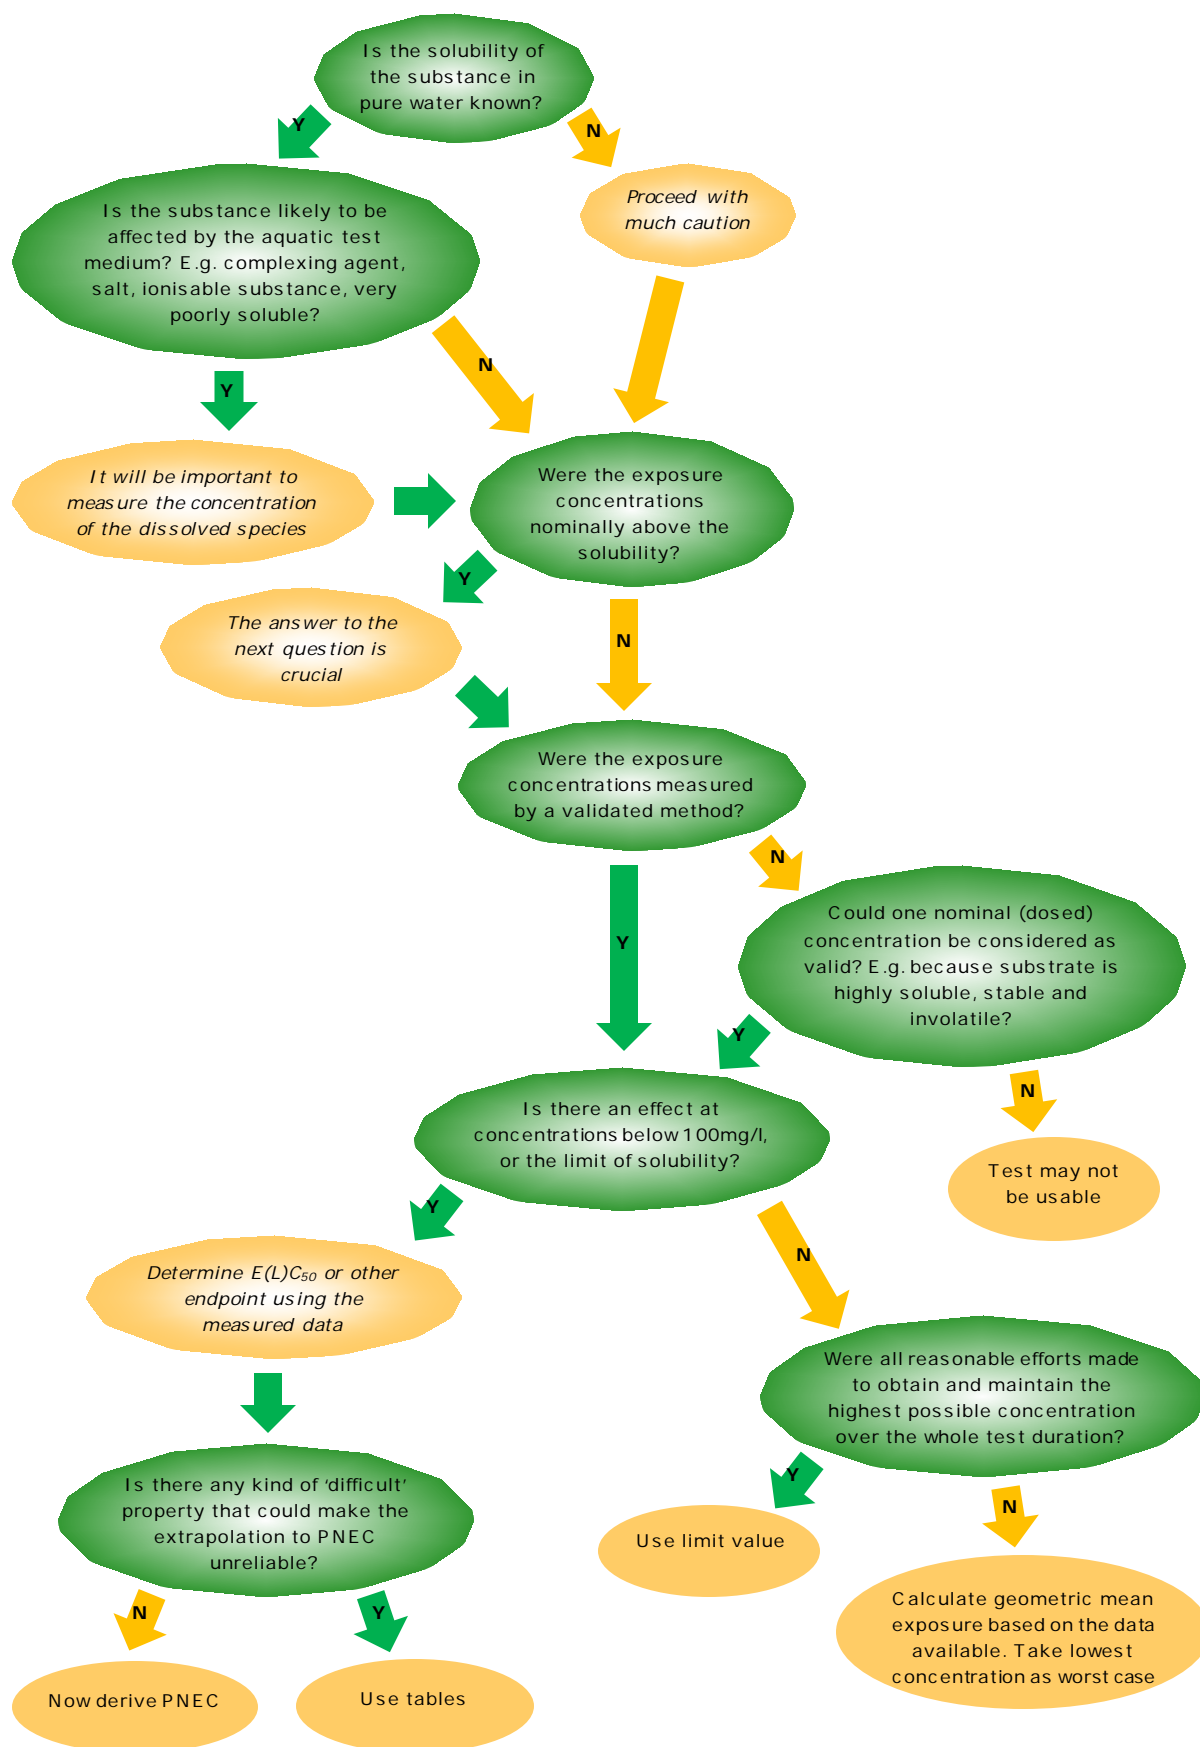 Is the solubility of
the substance in
pure water known?
Y
N
Proceed with
much caution
Is the substance likely to be
affected by the aquatic test
medium? E.g. complexing agent,
salt, ionisable substance, very
poorly soluble?
N
Y
It will be important to
measure the concentration
of the dissolved species
Were the exposure
concentrations
nominally above the
solubility?
Y
The answer to the
next question is
crucial
N
Were the exposure
concentrations measured
by a validated method?
N
Y
Could one nominal (dosed)
concentration be considered as
valid? E.g. because substrate is
highly soluble, stable and
involatile?
Y
N
Test may not
be usable
Is there an effect at
concentrations below 100mg/l,
or the limit of solubility?
Y
N
Determine E(L)C₅₀ or other
endpoint using the
measured data
Were all reasonable efforts made
to obtain and maintain the
highest possible concentration
over the whole test duration?
Y
N
Use limit value
Calculate geometric mean
exposure based on the data
available. Take lowest
concentration as worst case
Is there any kind of ‘difficult’
property that could make the
extrapolation to PNEC
unreliable?
N
Y
Now derive PNEC
Use tables